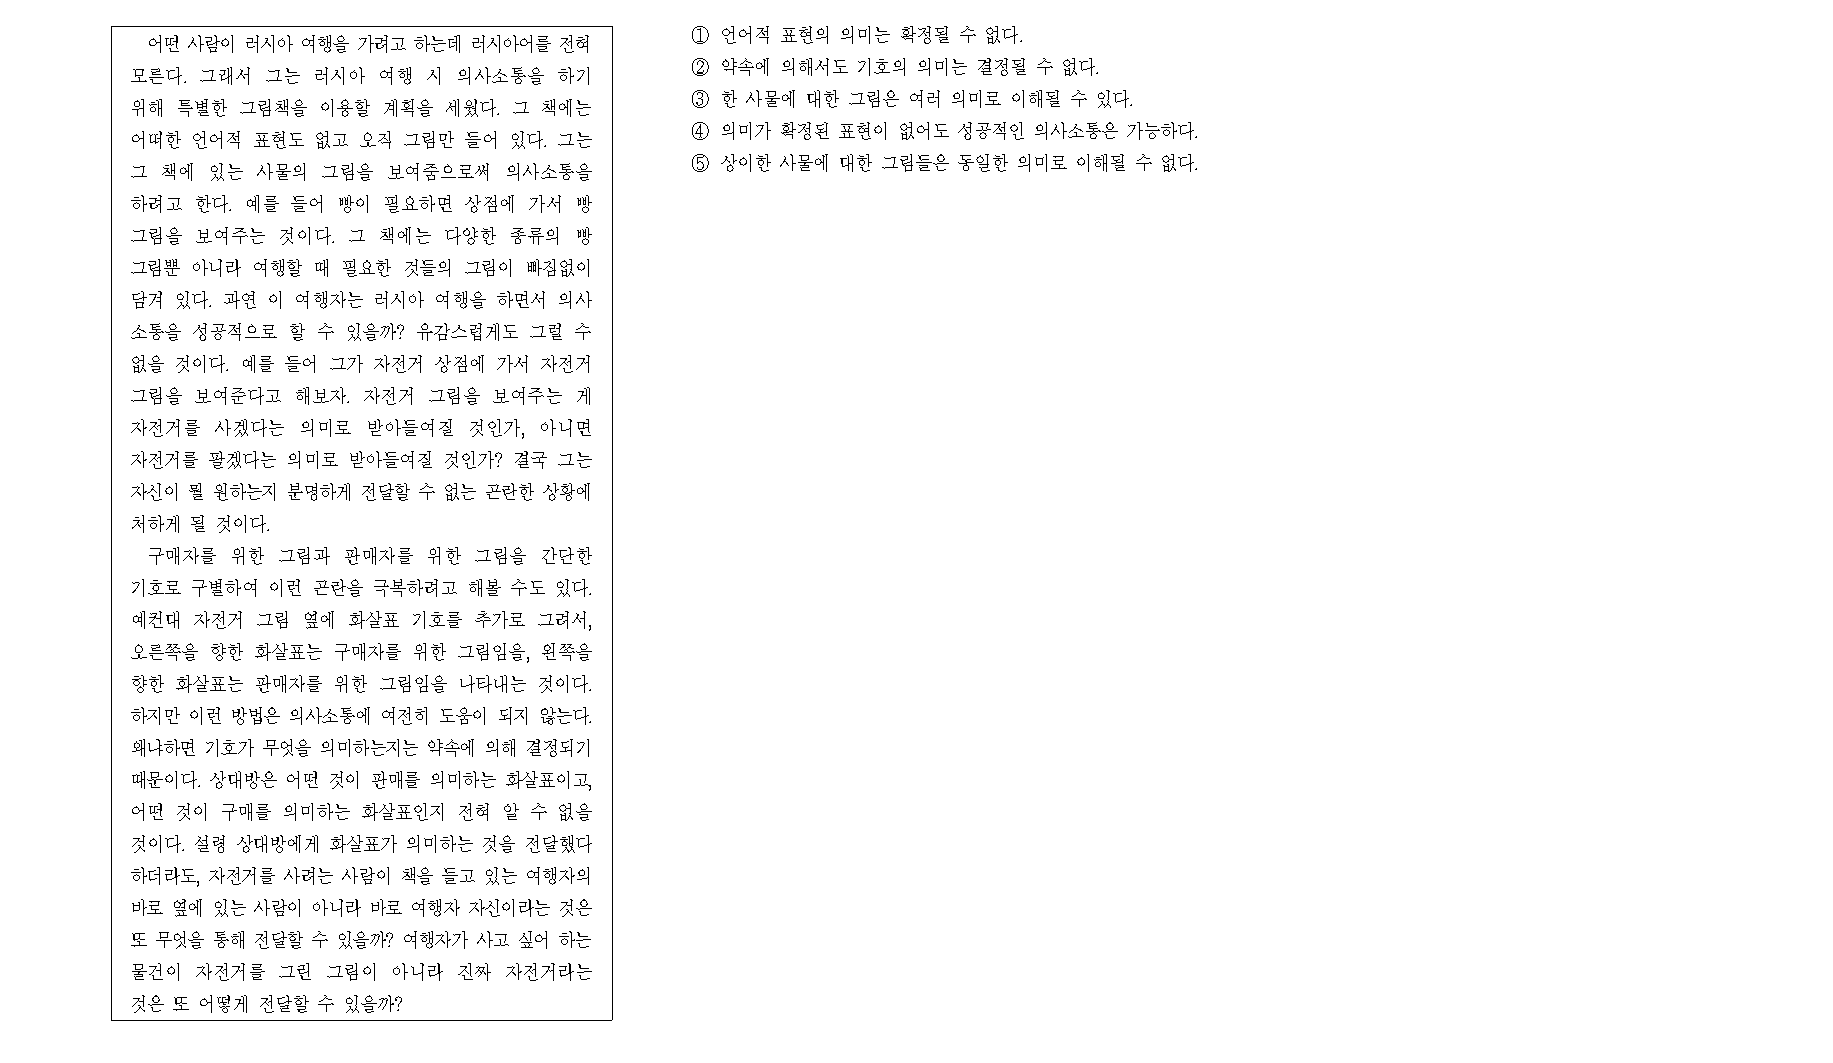 어떤 사람이 러시아 여행을 가려고 하는데 러시아어를 전혀
모른다. 그래서 그는 러시아 여행 시 의사소통을 하기
위해 특별한 그림책을 이용할 계획을 세웠다. 그 책에는
어떠한 언어적 표현도 없고 오직 그림만 들어 있다. 그는
그 책에 있는 사물의 그림을 보여줌으로써 의사소통을
하려고 한다. 예를 들어 빵이 필요하면 상점에 가서 빵
그림을 보여주는 것이다. 그 책에는 다양한 종류의 빵
그림뿐 아니라 여행할 때 필요한 것들의 그림이 빠짐없이
담겨 있다. 과연 이 여행자는 러시아 여행을 하면서 의사
소통을 성공적으로 할 수 있을까? 유감스럽게도 그럴 수
없을 것이다. 예를 들어 그가 자전거 상점에 가서 자전거
그림을 보여준다고 해보자. 자전거 그림을 보여주는 게
자전거를 사겠다는 의미로 받아들여질 것인가, 아니면
자전거를 팔겠다는 의미로 받아들여질 것인가? 결국 그는
자신이 뭘 원하는지 분명하게 전달할 수 없는 곤란한 상황에
처하게 될 것이다.
구매자를 위한 그림과 판매자를 위한 그림을 간단한
기호로 구별하여 이런 곤란을 극복하려고 해볼 수도 있다.
예컨대 자전거 그림 옆에 화살표 기호를 추가로 그려서,
오른쪽을 향한 화살표는 구매자를 위한 그림임을, 왼쪽을
향한 화살표는 판매자를 위한 그림임을 나타내는 것이다.
하지만 이런 방법은 의사소통에 여전히 도움이 되지 않는다.
왜냐하면 기호가 무엇을 의미하는지는 약속에 의해 결정되기
때문이다. 상대방은 어떤 것이 판매를 의미하는 화살표이고,
어떤 것이 구매를 의미하는 화살표인지 전혀 알 수 없을
것이다. 설령 상대방에게 화살표가 의미하는 것을 전달했다
하더라도, 자전거를 사려는 사람이 책을 들고 있는 여행자의
바로 옆에 있는 사람이 아니라 바로 여행자 자신이라는 것은
또 무엇을 통해 전달할 수 있을까? 여행자가 사고 싶어 하는
물건이 자전거를 그린 그림이 아니라 진짜 자전거라는
것은 또 어떻게 전달할 수 있을까?
① 언어적 표현의 의미는 확정될 수 없다.
② 약속에 의해서도 기호의 의미는 결정될 수 없다.
③ 한 사물에 대한 그림은 여러 의미로 이해될 수 있다.
④ 의미가 확정된 표현이 없어도 성공적인 의사소통은 가능하다.
⑤ 상이한 사물에 대한 그림들은 동일한 의미로 이해될 수 없다.